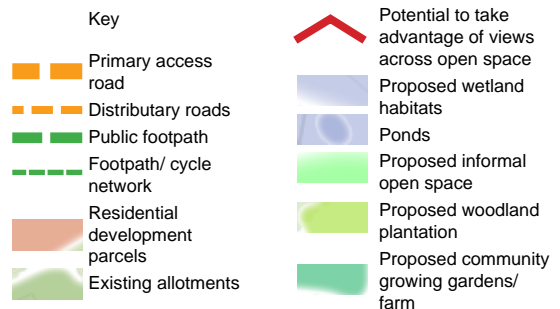 Key
Primary access
road
Distributary roads
Public footpath
Footpath/ cycle
network
Residential
development
parcels
Existing allotments
Potential to take
advantage of views
across open space
Proposed wetland
habitats
Ponds
Proposed informal
open space
Proposed woodland
plantation
Proposed community
growing gardens/
farm